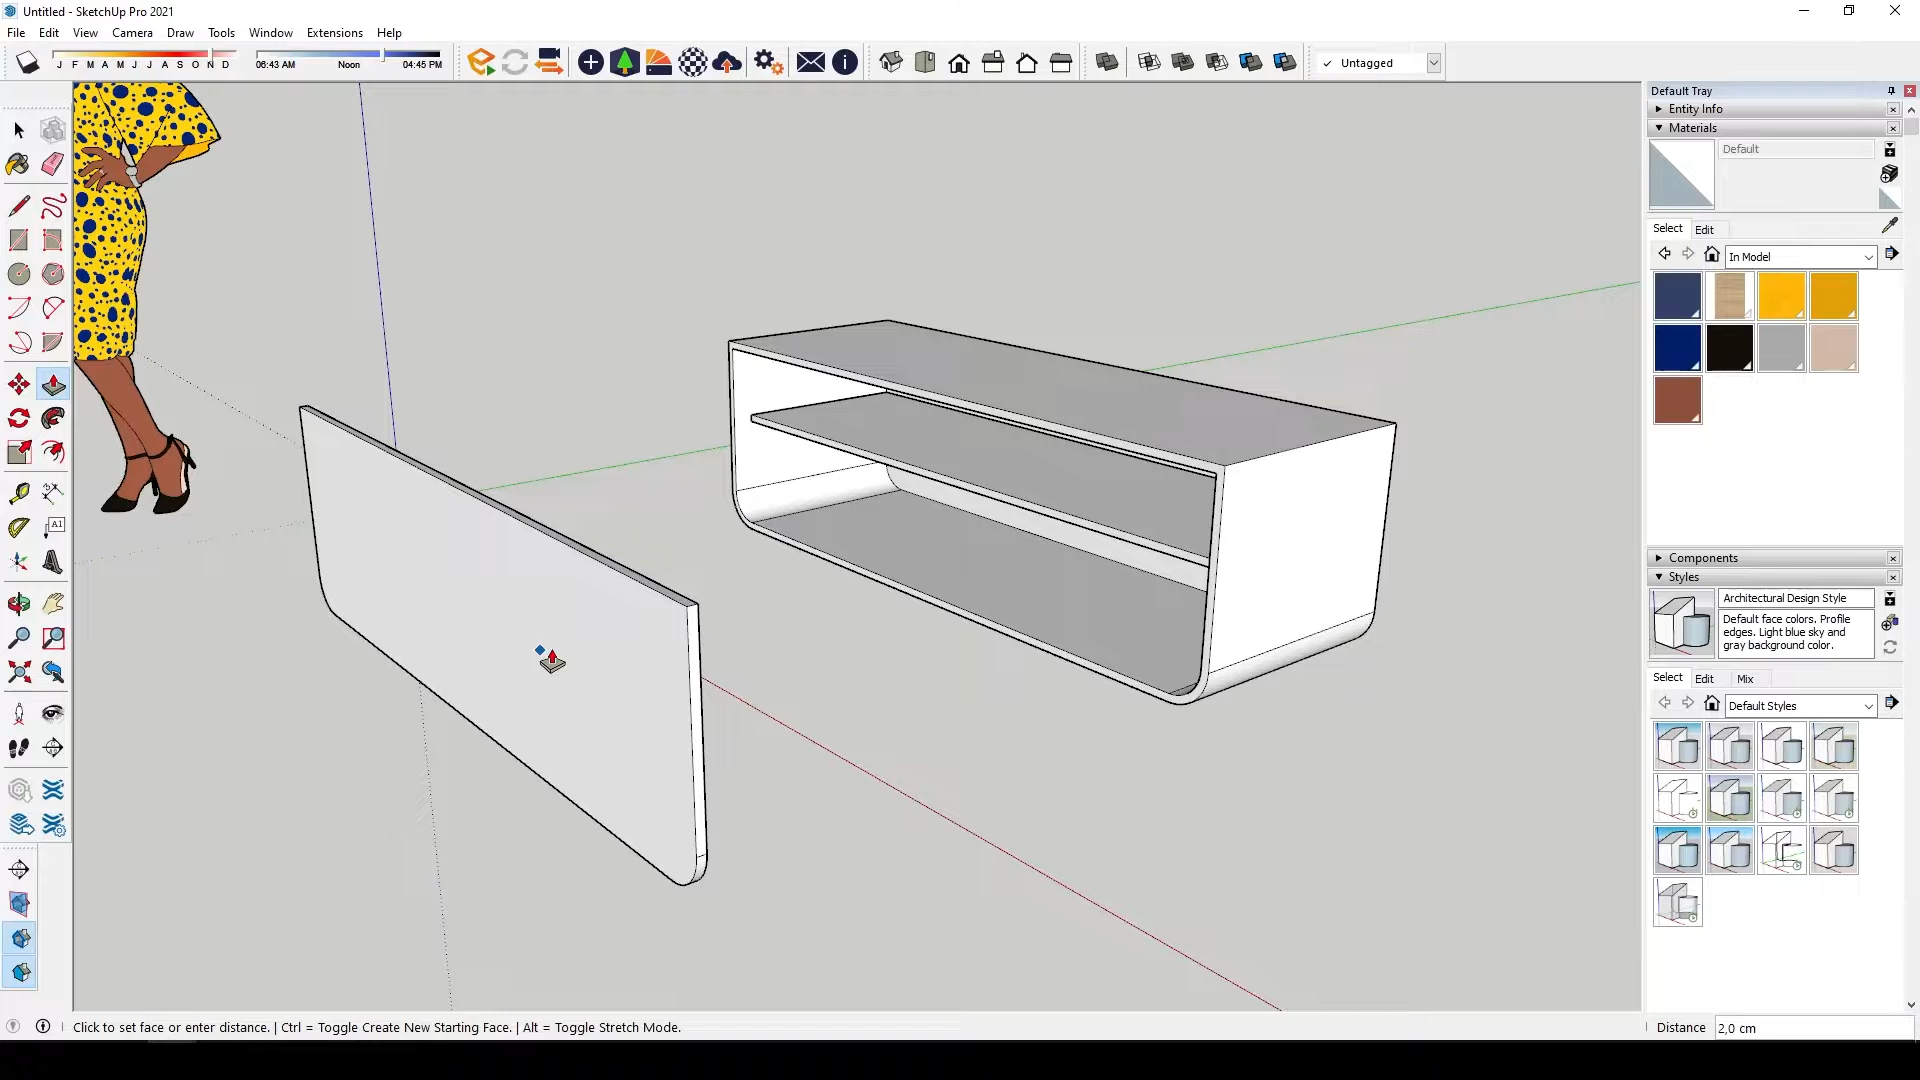 Untitled - SketchUp Pro 2021
File Edit View Camera Draw Tools Window Extensions Help
J F M A M J J A S O N D
06:43 AM Noon 04:45 PM
✓ Untagged
Default Tray
Entity Info
Materials
Default
Select Edit
In Model
A1
Components
Styles
Architectural Design Style
Default face colors. Profile
edges. Light blue sky and
gray background color.
Select Edit Mix
Default Styles
Click to set face or enter distance. | Ctrl = Toggle Create New Starting Face. | Alt = Toggle Stretch Mode.
Distance 2,0 cm